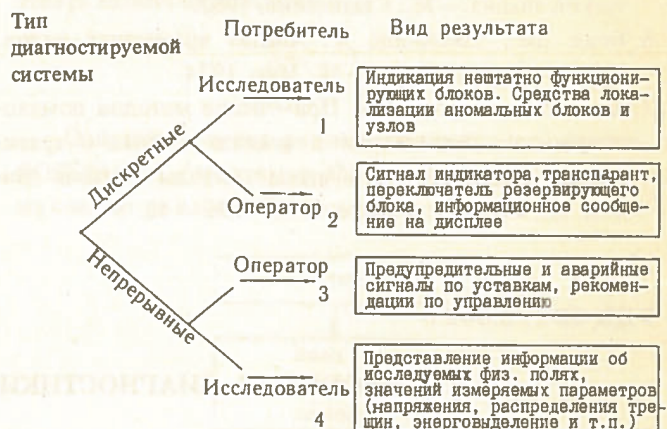 Тип
диагностируемой
системы
Потребитель
Вид результата
Дискретные
Непрерывные
Исследователь
1
Индикация нештатно функциони-
рующих блоков. Средства лока-
лизации аномальных блоков и
узлов
Оператор
2
Сигнал индикатора,транспарант,
переключатель резервирующего
блока, информационное сообще-
ние на дисплее
Оператор
3
Предупредительные и аварийные
сигналы по уставкам, рекомен-
дации по управлению
Исследователь
4
Представление информации об
исследуемых физ. полях,
значений измеряемых параметров
(напряжения, распределения тре-
щин, энерговыделение и т.п.)